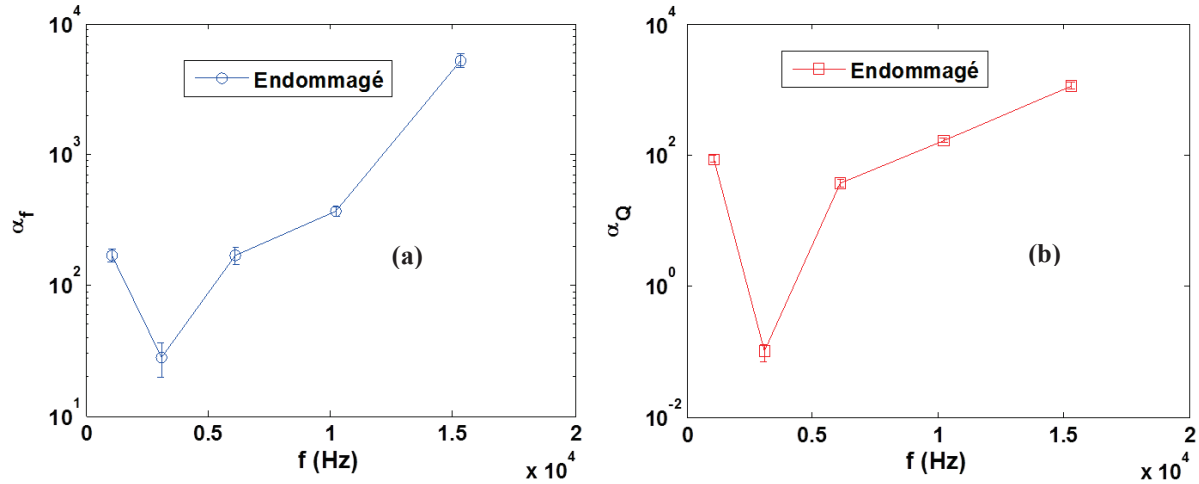 10^4
10^3
10^2
10^1
α_f
Endommagé
(a)
0 0.5 1 1.5 2
f (Hz)
x 10^4
10^4
10^2
10^0
10^-2
α_Q
Endommagé
(b)
0 0.5 1 1.5 2
f (Hz)
x 10^4